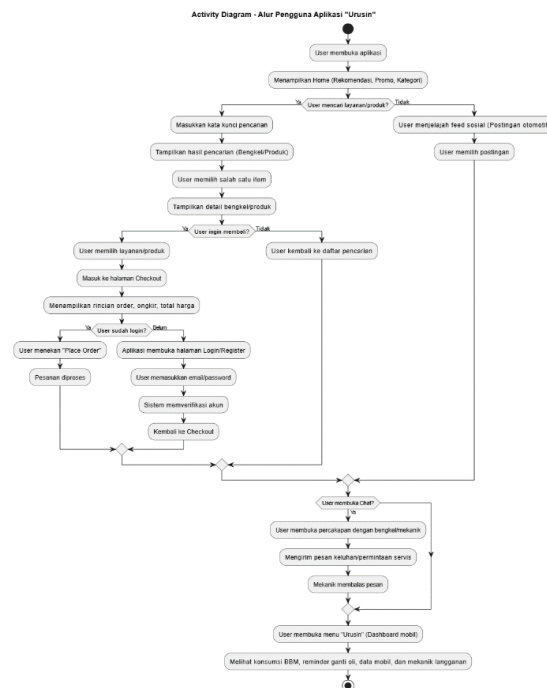 Activity Diagram - Alur Pengguna Aplikasi "Urusin"
User membuka aplikasi
Menampilkan Home (Rekomendasi, Promo, Kategori)
Ya
User mencari layanan/produk?
Tidak
Masukkan kata kunci pencarian
User menjelajah feed sosial (Postingan otomoti
Tampilkan hasil pencarian (Bengkel/Produk)
User memilih postingan
User memilih salah satu item
Tampilkan detail bengkel/produk
Ya
User ingin membeli?
Tidak
User memilih layanan/produk
User kembali ke daftar pencarian
Masuk ke halaman Checkout
Menampilkan rincian order, ongkir, total harga
Ya
User sudah login?
Belum
User menekan "Place Order"
Aplikasi membuka halaman Login/Register
Pesanan diproses
User memasukkan email/password
Sistem memverifikasi akun
Kembali ke Checkout
User membuka Chat?
Ya
User membuka percakapan dengan bengkel/mekanik
Mengirim pesan keluhan/permintaan servis
Mekanik membalas pesan
User membuka menu "Urusin" (Dashboard mobil)
Melihat konsumsi BBM, reminder ganti oli, data mobil, dan mekanik langganan